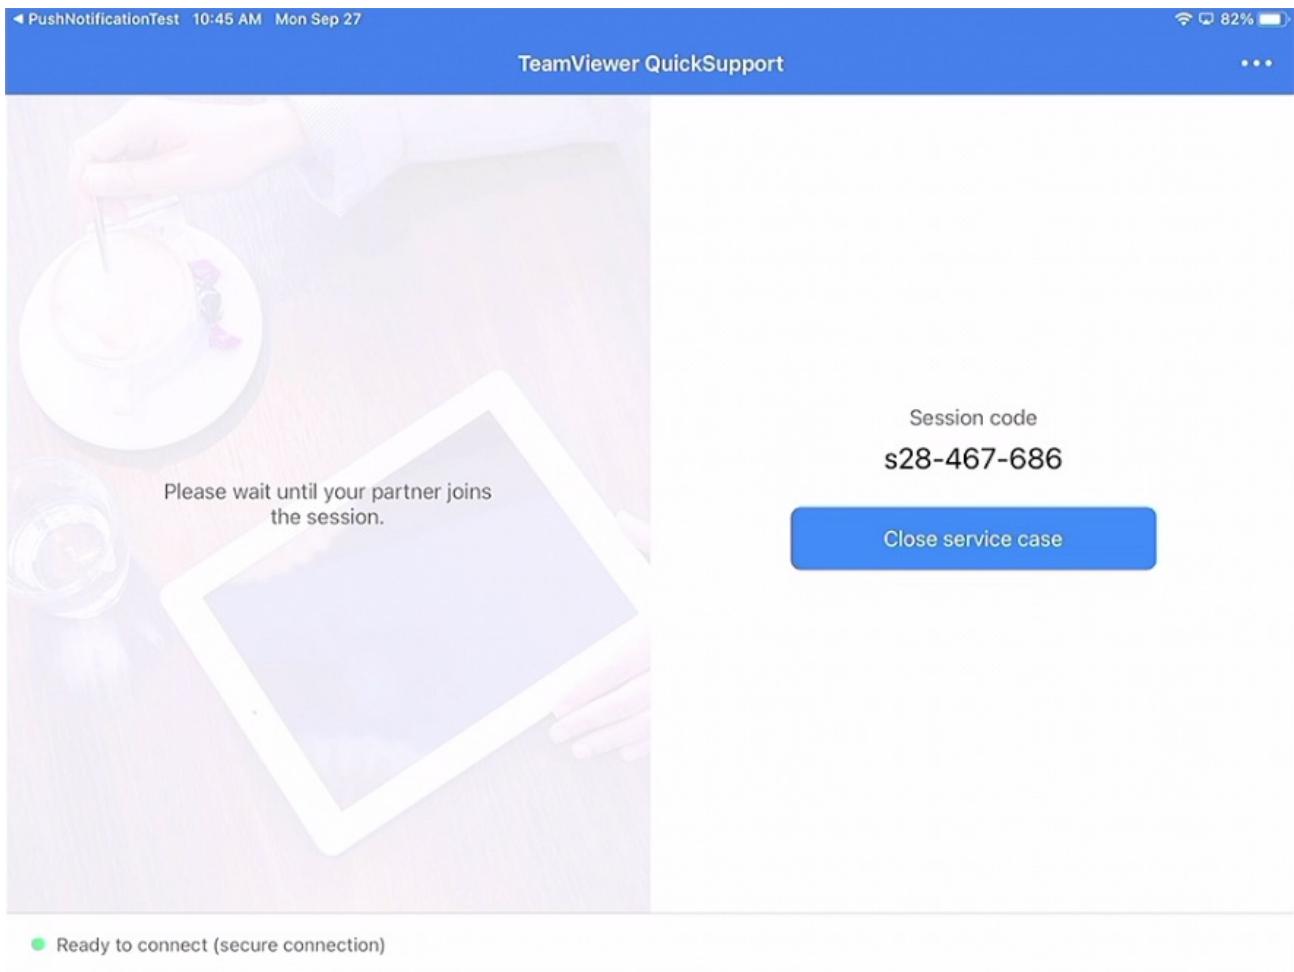 ◀ PushNotificationTest 10:45 AM Mon Sep 27 82%
TeamViewer QuickSupport
Please wait until your partner joins
the session.
Session code
s28-467-686
Close service case
Ready to connect (secure connection)